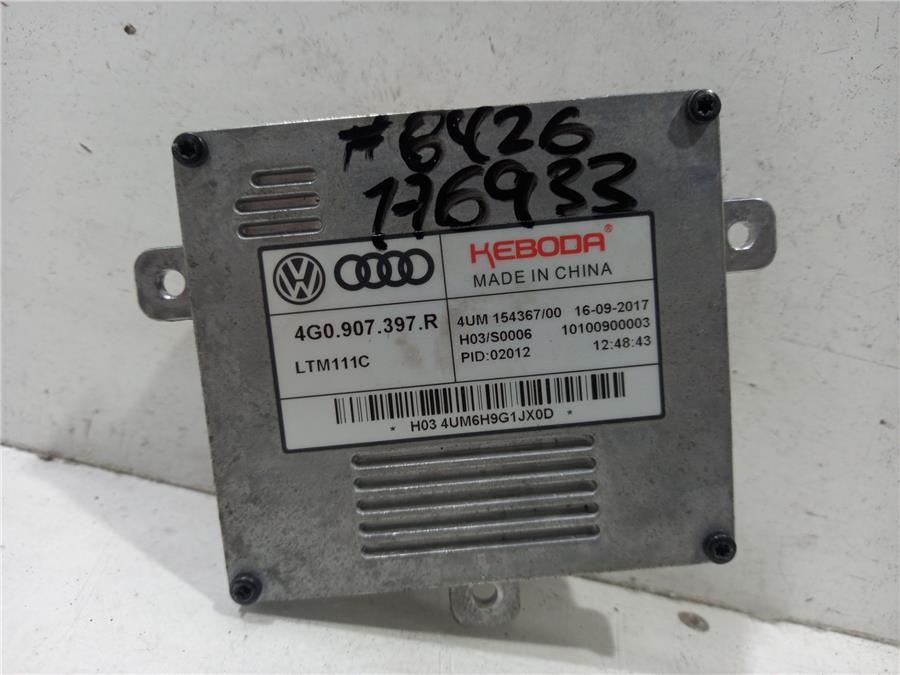 #6426
176933
KEBODA®
MADE IN CHINA
4G0.907.397.R
LTM111C
4UM 154367/00 16-09-2017
H03/S0006 10100900003
PID:02012 12:48:43
* H03 4UM6H9G1JX0D *